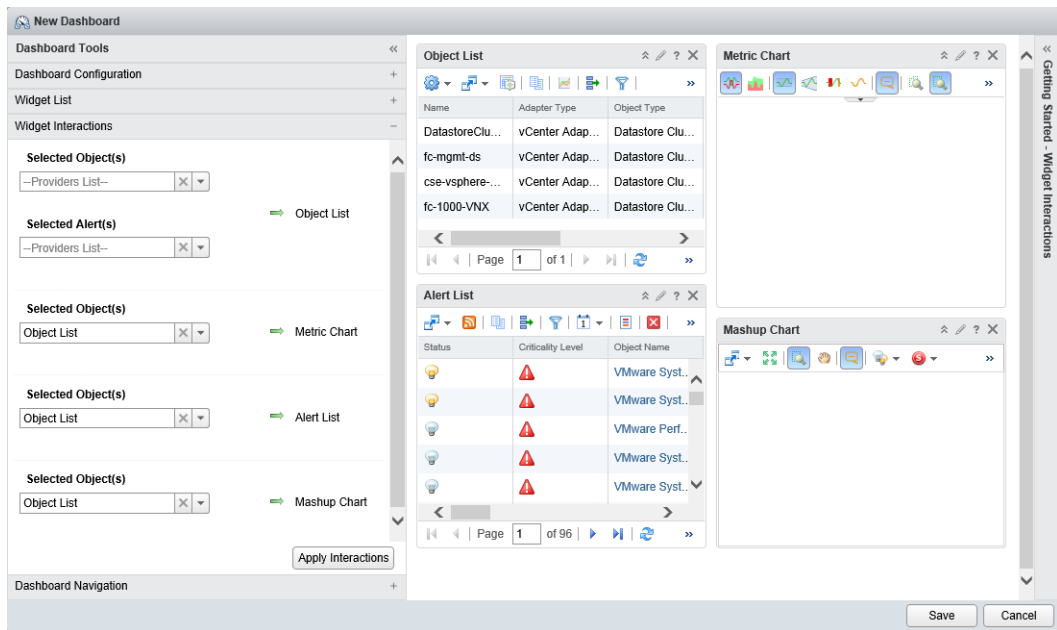 New Dashboard
Dashboard Tools
Dashboard Configuration
Widget List
Widget Interactions
Selected Object(s)
--Providers List--
Object List
Selected Alert(s)
--Providers List--
Selected Object(s)
Object List
Metric Chart
Selected Object(s)
Object List
Alert List
Selected Object(s)
Object List
Mashup Chart
Apply Interactions
Dashboard Navigation
Object List
Name Adapter Type Object Type
DatastoreClu... vCenter Adap... Datastore Clu...
fc-mgmt-ds vCenter Adap... Datastore Clu...
cse-vsphere-... vCenter Adap... Datastore Clu...
fc-1000-VNX vCenter Adap... Datastore Clu...
Page 1 of 1
Alert List
Status Criticality Level Object Name
VMware Syst..
VMware Syst..
VMware Perf..
VMware Syst..
VMware Syst..
Page 1 of 96
Metric Chart
Mashup Chart
Getting Started - Widget Interactions
Save Cancel